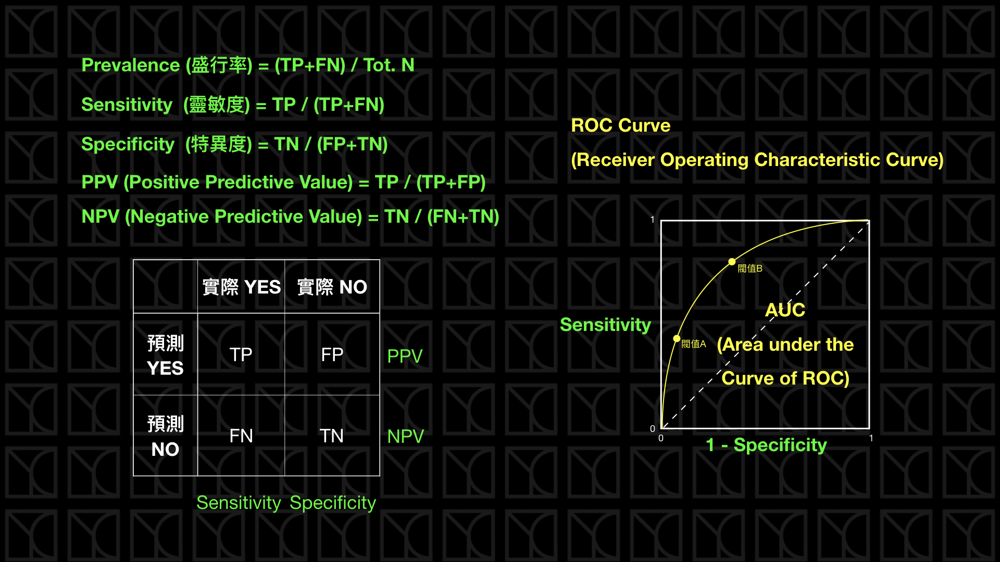 Prevalence (盛行率) = (TP+FN) / Tot. N
Sensitivity (靈敏度) = TP / (TP+FN)
Specificity (特異度) = TN / (FP+TN)
PPV (Positive Predictive Value) = TP / (TP+FP)
NPV (Negative Predictive Value) = TN / (FN+TN)
實際 YES 實際 NO
預測
YES
TP FP PPV
預測
NO
FN TN NPV
Sensitivity Specificity
ROC Curve
(Receiver Operating Characteristic Curve)
1
閥值B
Sensitivity
閥值A
AUC
(Area under the
Curve of ROC)
0
0 1
1 - Specificity